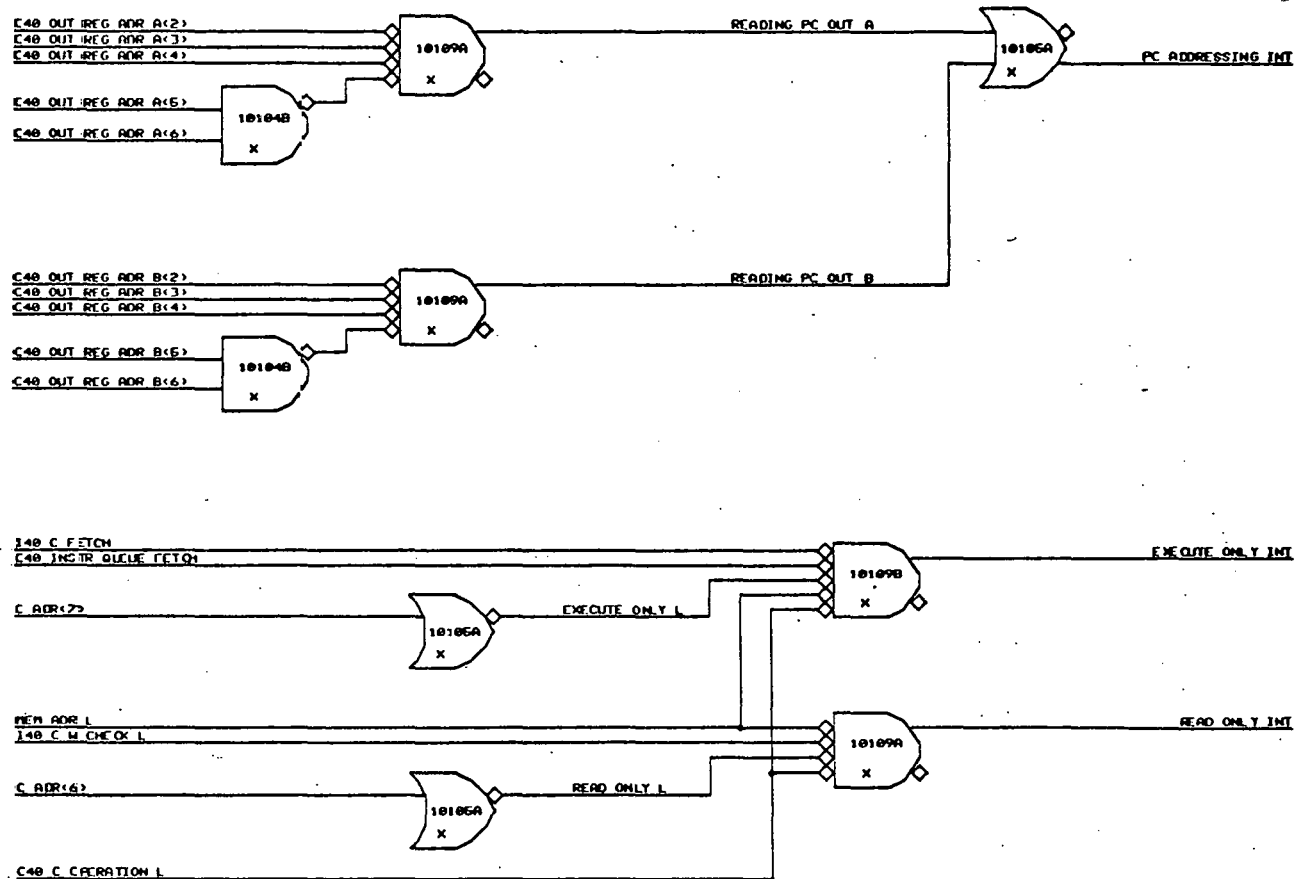 C40 OUT REG ADR A<2>
C40 OUT REG ADR A<3>
C40 OUT REG ADR A<4>
10109A
X
READING PC OUT A
10105A
X
PC ADDRESSING INT
C40 OUT REG ADR A<5>
C40 OUT REG ADR A<6>
10104B
X
C40 OUT REG ADR B<2>
C40 OUT REG ADR B<3>
C40 OUT REG ADR B<4>
10109A
X
READING PC OUT B
C40 OUT REG ADR B<5>
C40 OUT REG ADR B<6>
10104B
X
I40 C FETCH
C40 INSTR QUEUE FETCH
10109B
X
EXECUTE ONLY INT
C ADR<7>
10105A
X
EXECUTE ONLY L
MEM ADR L
I40 C W CHECK L
10109A
X
READ ONLY INT
C ADR<6>
10105A
X
READ ONLY L
C40 C OPERATION L